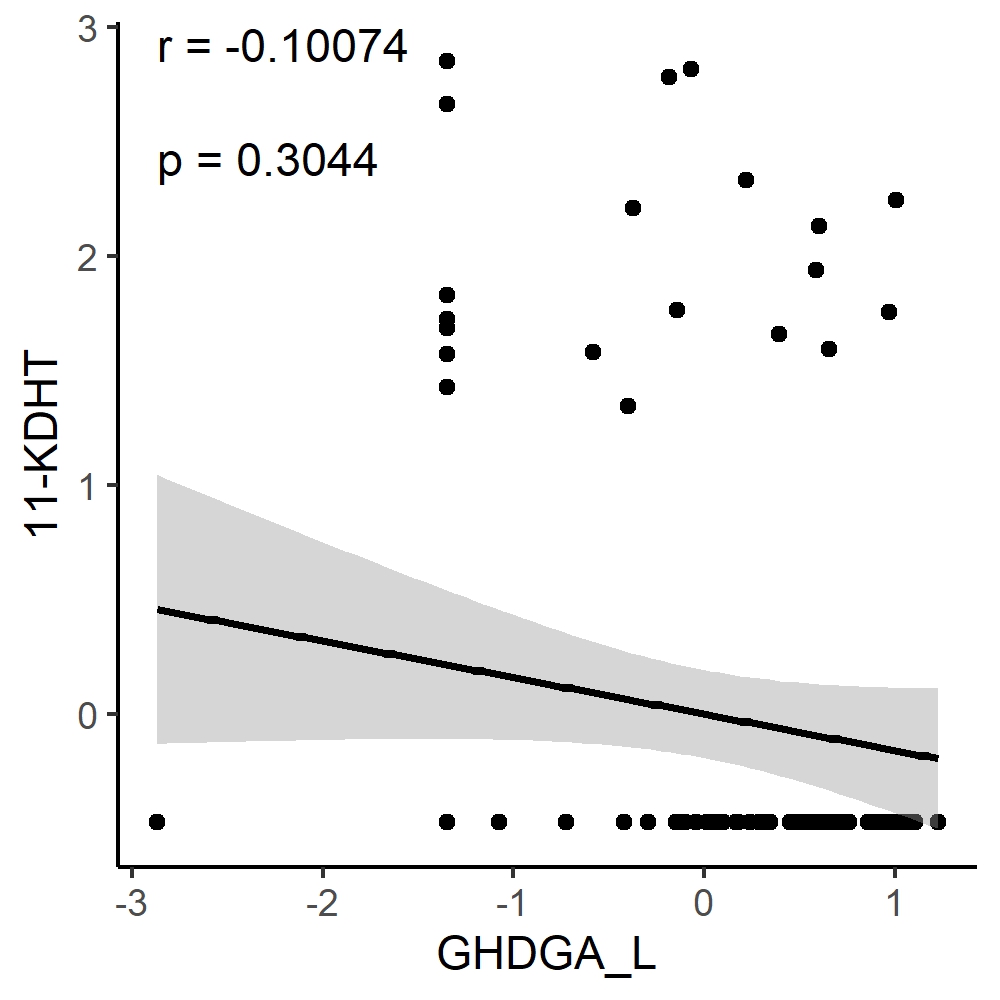 r = -0.10074
p = 0.3044
3
2
1
0
11-KDHT
-3 -2 -1 0 1
GHDGA_L